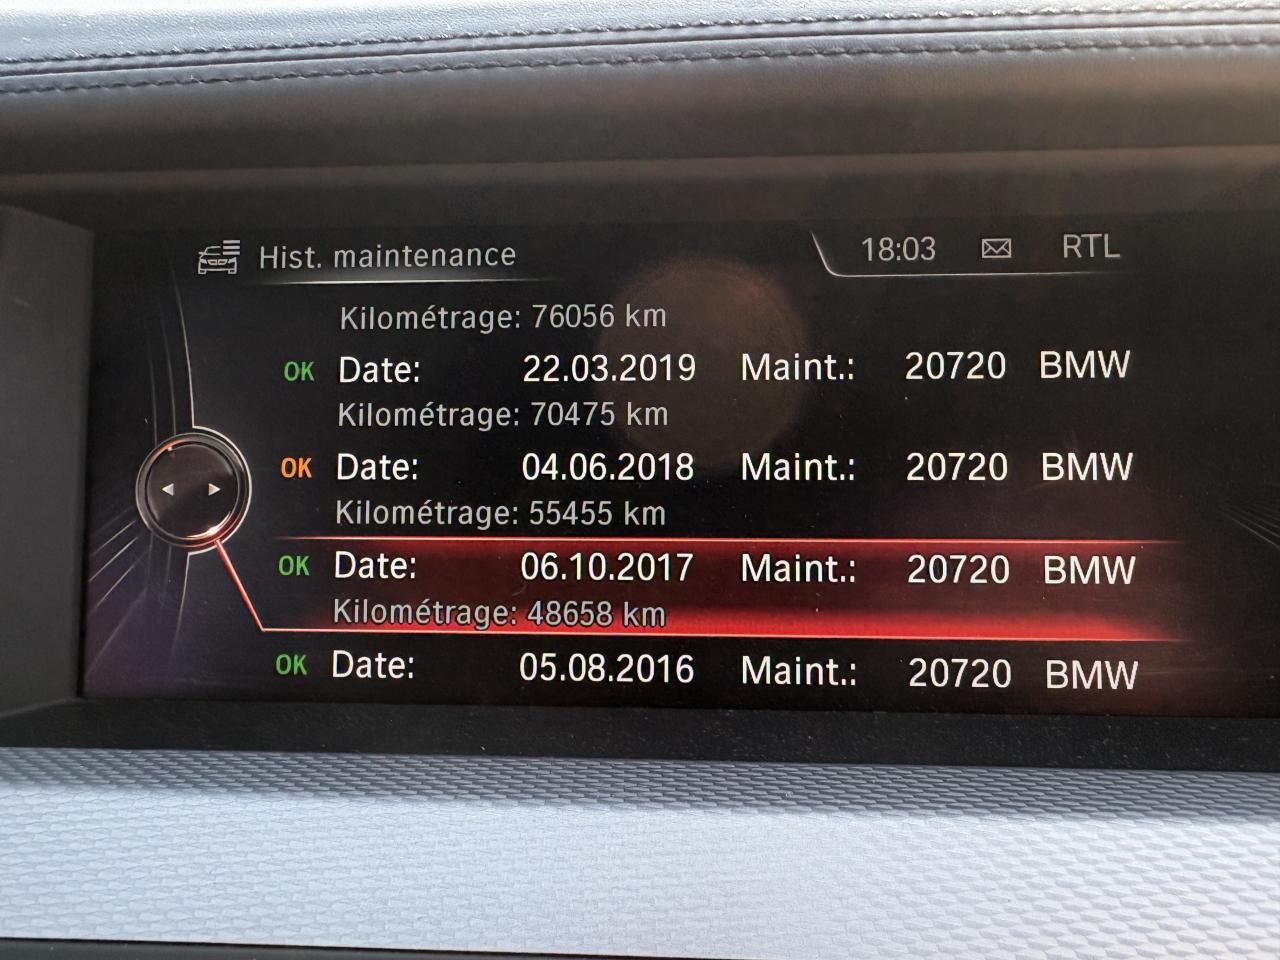 Hist. maintenance 18:03 RTL
Kilométrage: 76056 km
OK Date: 22.03.2019 Maint.: 20720 BMW
Kilométrage: 70475 km
OK Date: 04.06.2018 Maint.: 20720 BMW
Kilométrage: 55455 km
OK Date: 06.10.2017 Maint.: 20720 BMW
Kilométrage: 48658 km
OK Date: 05.08.2016 Maint.: 20720 BMW